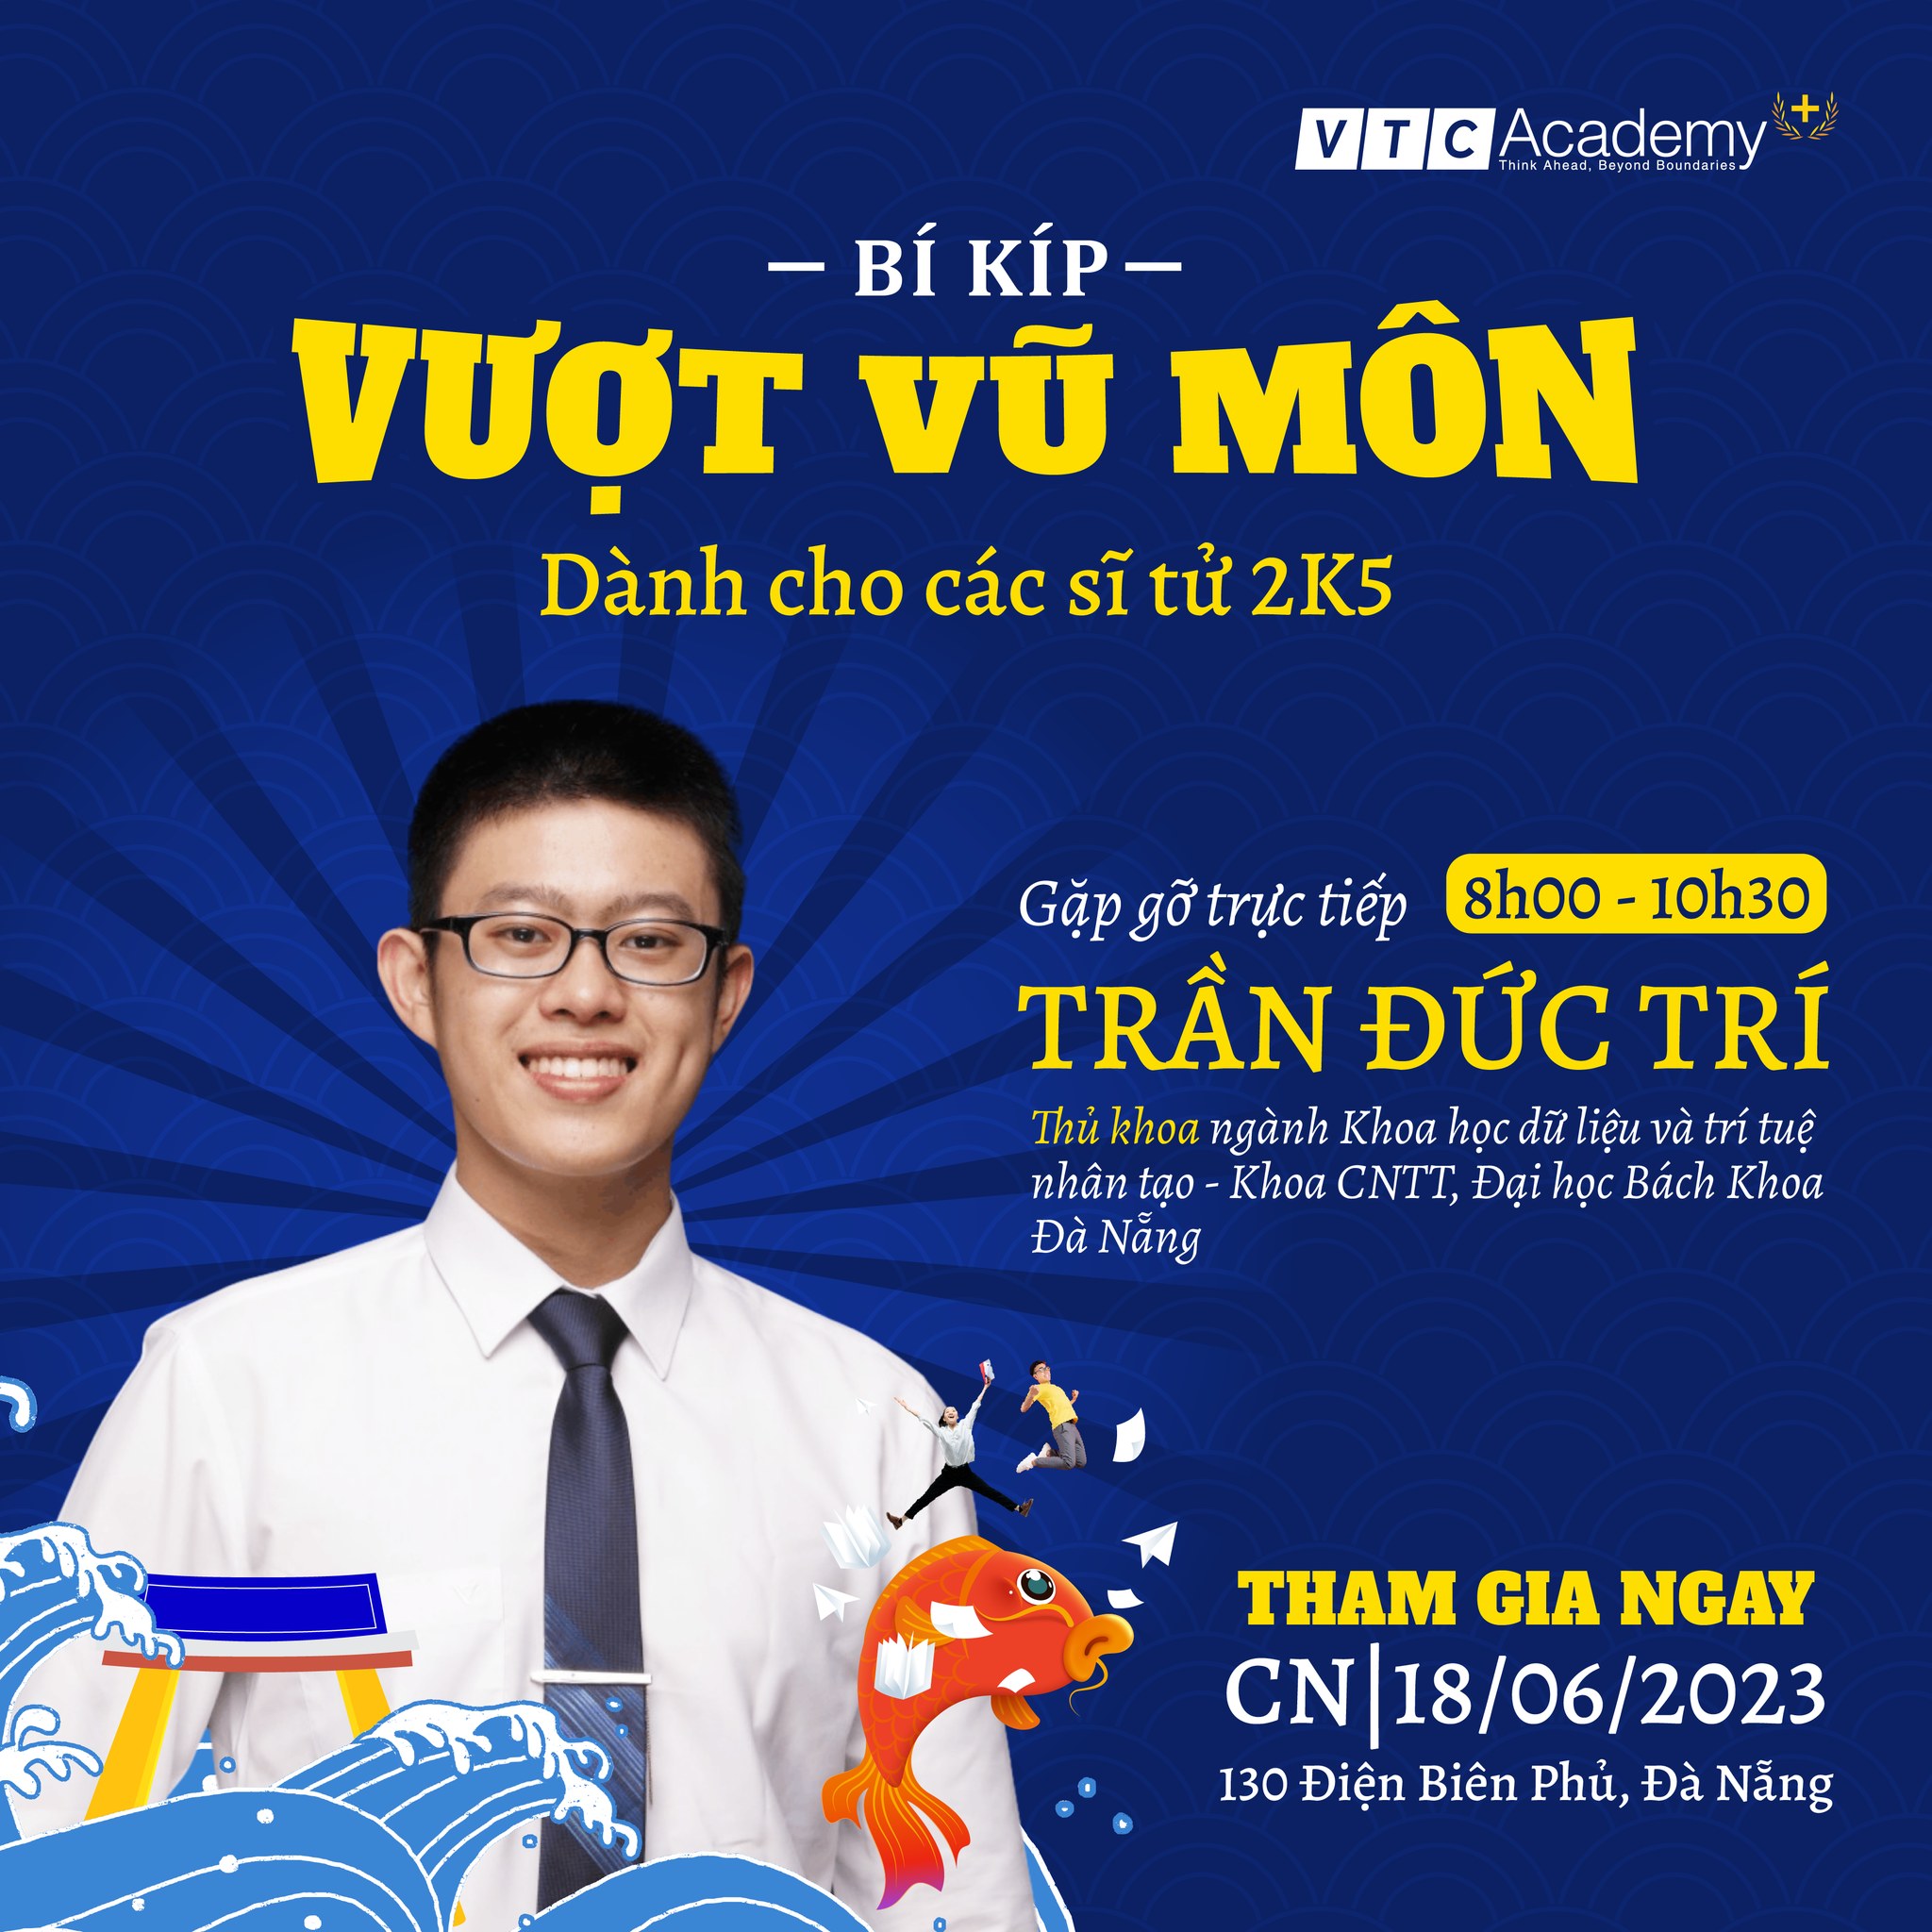 VTC Academy +
Think Ahead, Beyond Boundaries
— BÍ KÍP —
VƯỢT VŨ MÔN
Dành cho các sĩ tử 2K5
Gặp gỡ trực tiếp 8h00 - 10h30
TRẦN ĐỨC TRÍ
Thủ khoa ngành Khoa học dữ liệu và trí tuệ
nhân tạo - Khoa CNTT, Đại học Bách Khoa
Đà Nẵng
THAM GIA NGAY
CN|18/06/2023
130 Điện Biên Phủ, Đà Nẵng